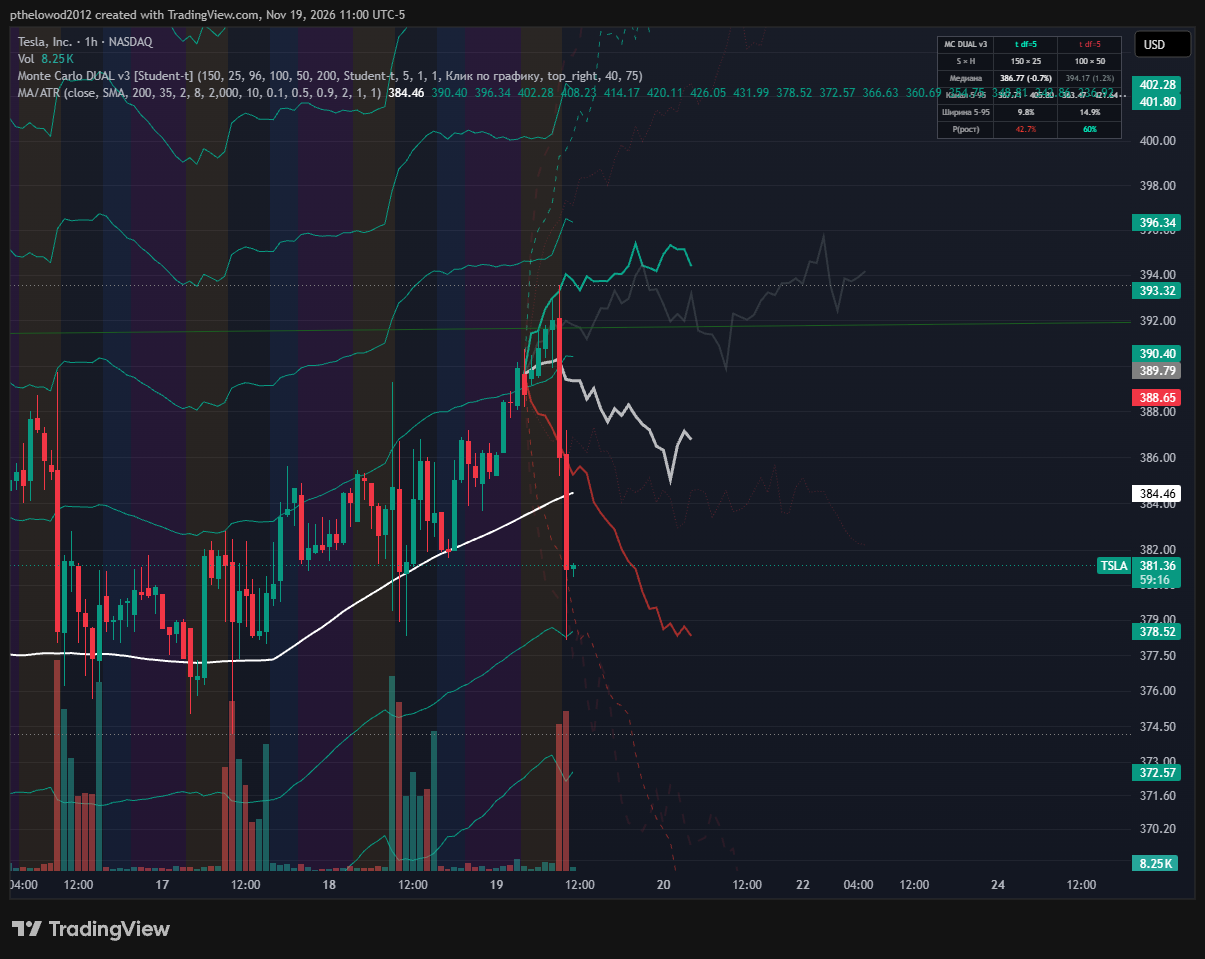 pthelowod2012 created with TradingView.com, Nov 19, 2026 11:00 UTC-5
Tesla, Inc. · 1h · NASDAQ
Vol 8.25 K
Monte Carlo DUAL v3 [Student-t] (150, 25, 96, 100, 50, 200, Student-t, 5, 1, 1, Клик по графику, top_right, 40, 75)
MA/ATR (close, SMA, 200, 35, 2, 8, 2,000, 10, 0.1, 0.5, 0.9, 2, 1, 1) 384.46 390.40 396.34 402.28 408.23 414.17 420.11 426.05 431.99 378.52 372.57 366.63 360.69
MC DUAL v3 t df=5 t df=5
S × H 150 × 25 100 × 50
Медиана 386.77 (-0.7%) 394.17 (1.2%)
Ширина 5-95 9.8% 14.9%
P(рост) 42.7% 60%
USD
402.28
401.80
400.00
398.00
396.34
394.00
393.32
392.00
390.40
389.79
388.65
388.00
386.00
384.46
384.00
382.00
TSLA 381.36
59:16
379.00
378.52
377.50
376.00
374.50
373.00
372.57
371.60
370.20
8.25 K
04:00 12:00 17 12:00 18 12:00 19 12:00 20 12:00 22 04:00 12:00 24 12:00
TradingView